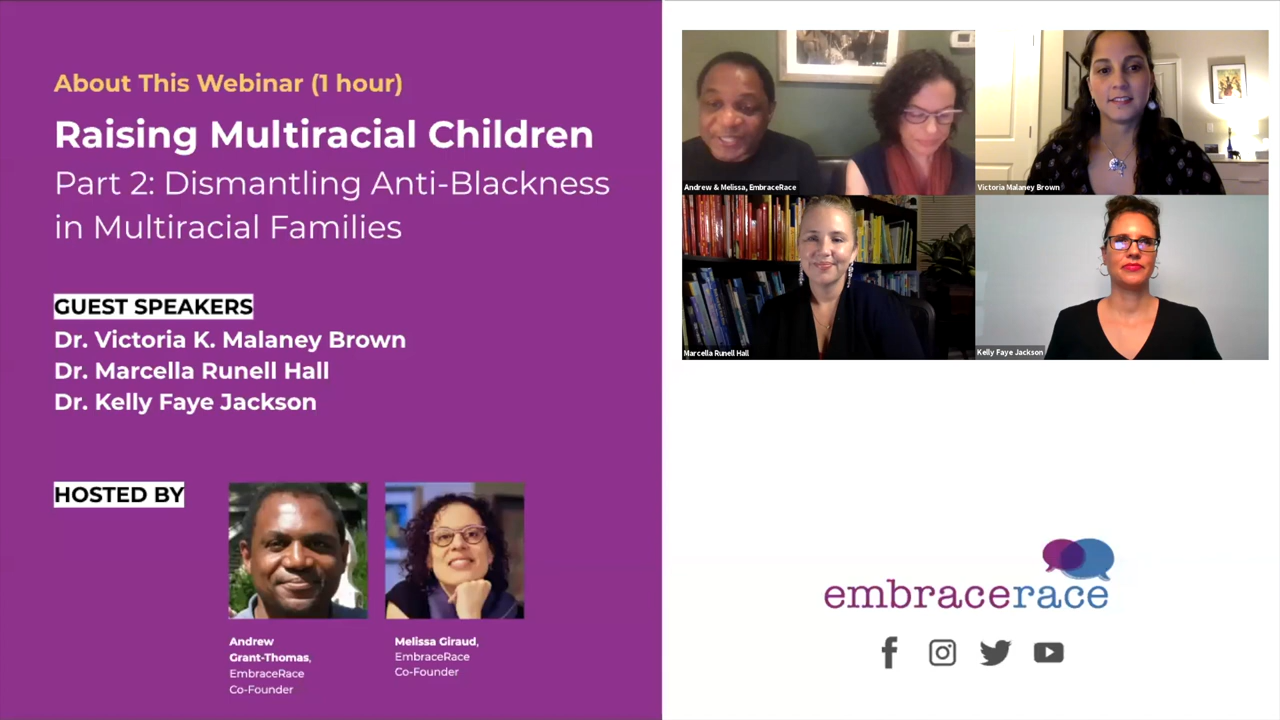 About This Webinar (1 hour)
Raising Multiracial Children
Part 2: Dismantling Anti-Blackness
in Multiracial Families
GUEST SPEAKERS
Dr. Victoria K. Malaney Brown
Dr. Marcella Runell Hall
Dr. Kelly Faye Jackson
HOSTED BY
Andrew
Grant-Thomas,
EmbraceRace
Co-Founder
Melissa Giraud,
EmbraceRace
Co-Founder
Andrew & Melissa, EmbraceRace
Victoria Malaney Brown
Marcella Runell Hall
Kelly Faye Jackson
embracerace